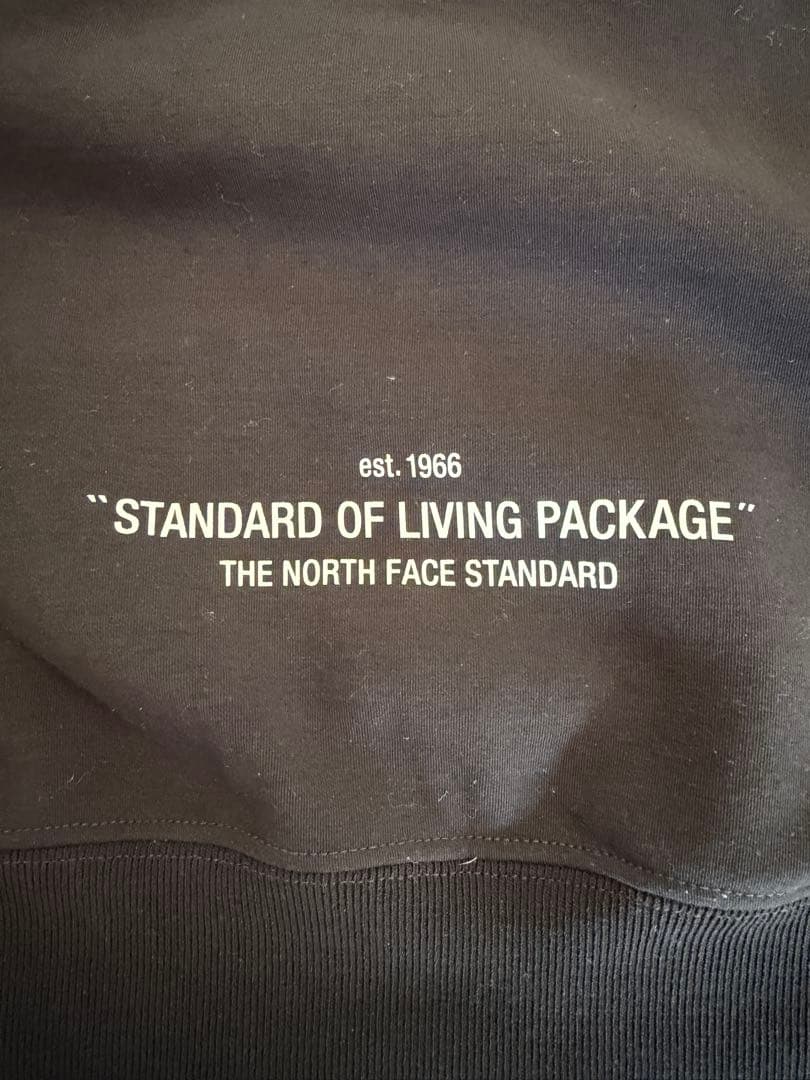 est. 1966
"STANDARD OF LIVING PACKAGE"
THE NORTH FACE STANDARD